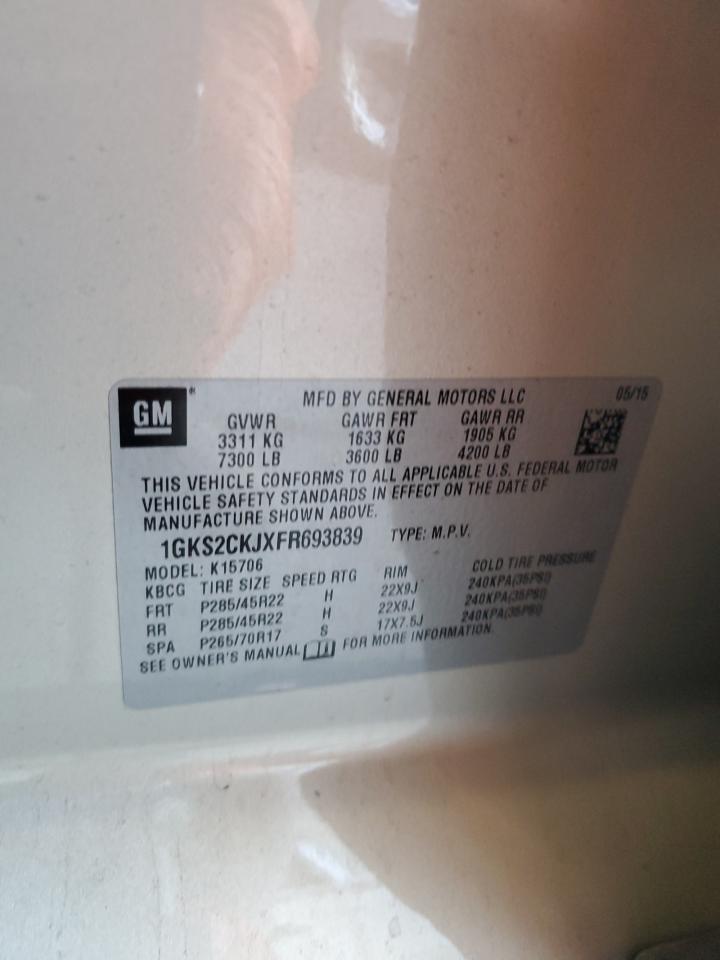 GM
MFD BY GENERAL MOTORS LLC 05/15
GVWR GAWR FRT GAWR RR
3311 KG 1633 KG 1905 KG
7300 LB 3600 LB 4200 LB
THIS VEHICLE CONFORMS TO ALL APPLICABLE U.S. FEDERAL MOTOR
VEHICLE SAFETY STANDARDS IN EFFECT ON THE DATE OF
MANUFACTURE SHOWN ABOVE.
1GKS2CKJXFR693839 TYPE: M.P.V.
MODEL: K15706
KBCG TIRE SIZE SPEED RTG RIM COLD TIRE PRESSURE
FRT P285/45R22 H 22X9J 240KPA(35PSI)
RR P285/45R22 H 22X9J 240KPA(35PSI)
SPA P265/70R17 S 17X7.5J 240KPA(35PSI)
SEE OWNER'S MANUAL FOR MORE INFORMATION.